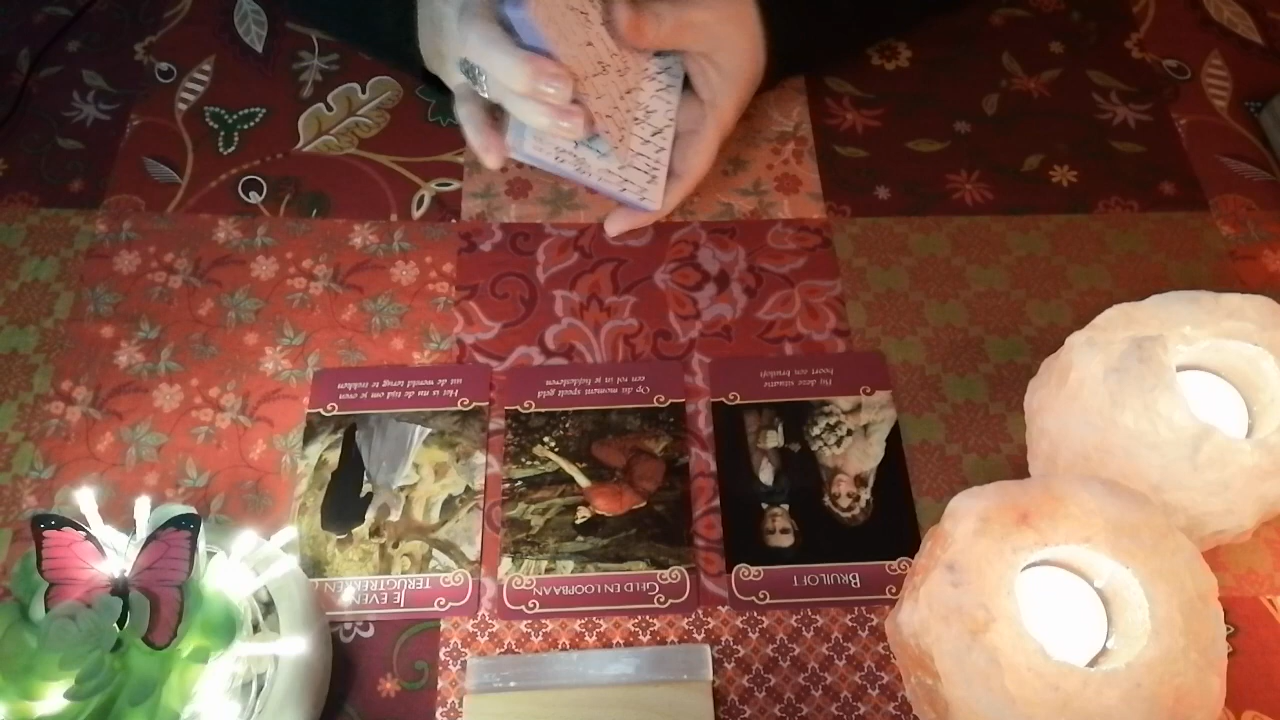 JE EVEN
TERUGTREKKEN
Het is nu de tijd om je even
uit de wereld terug te trekken
GELD EN LOOPBAAN
Op dit moment speelt geld
een rol in je liefdesleven
BRUILOFT
Bij deze situatie
hoort een bruiloft